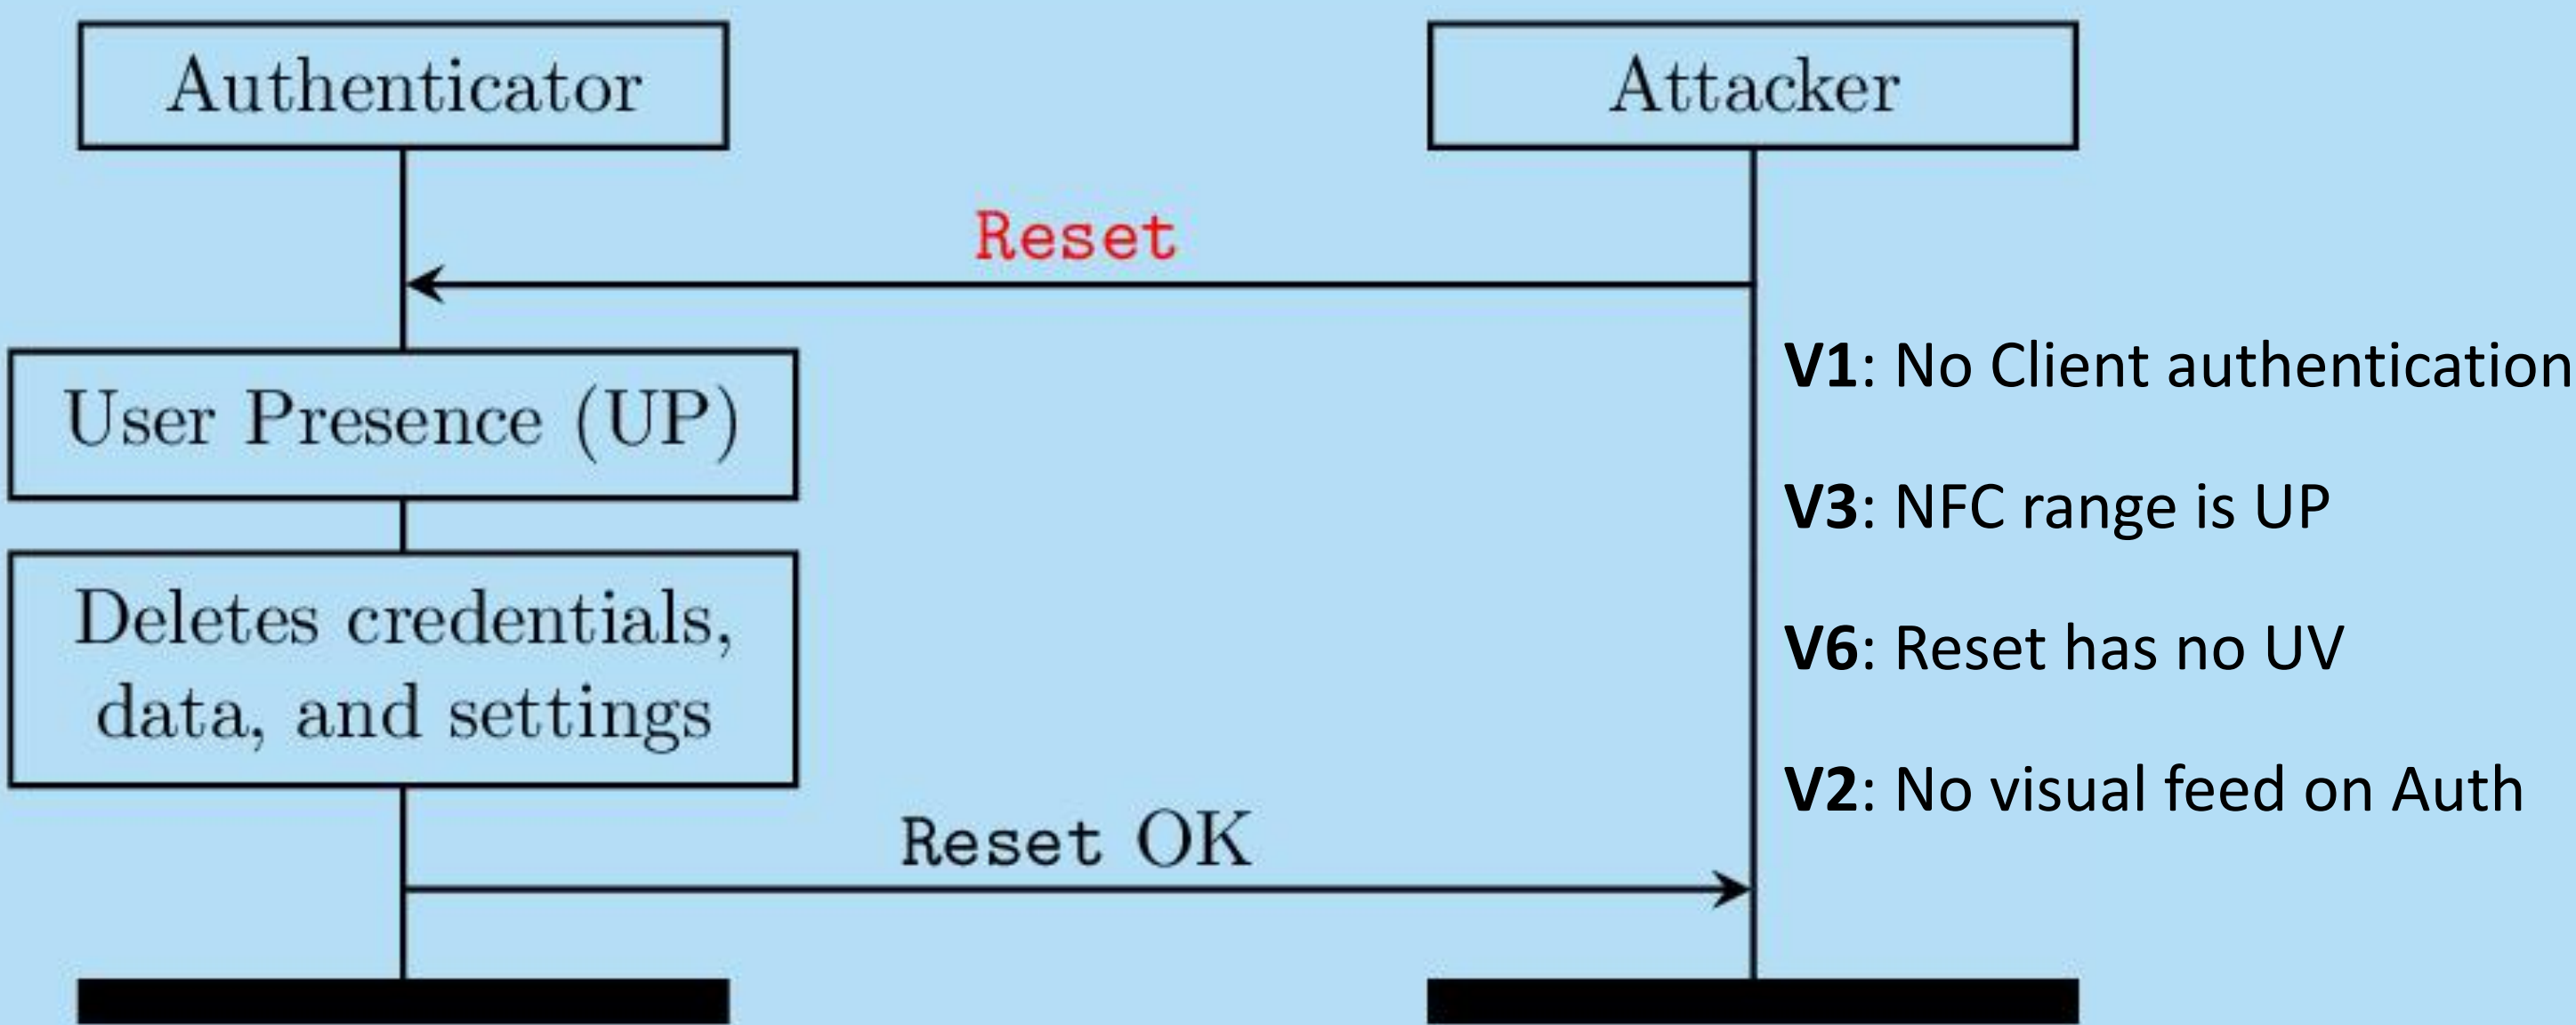 Authenticator
Attacker
Reset
User Presence (UP)
V1: No Client authentication
V3: NFC range is UP
Deletes credentials,
data, and settings
V6: Reset has no UV
V2: No visual feed on Auth
Reset OK